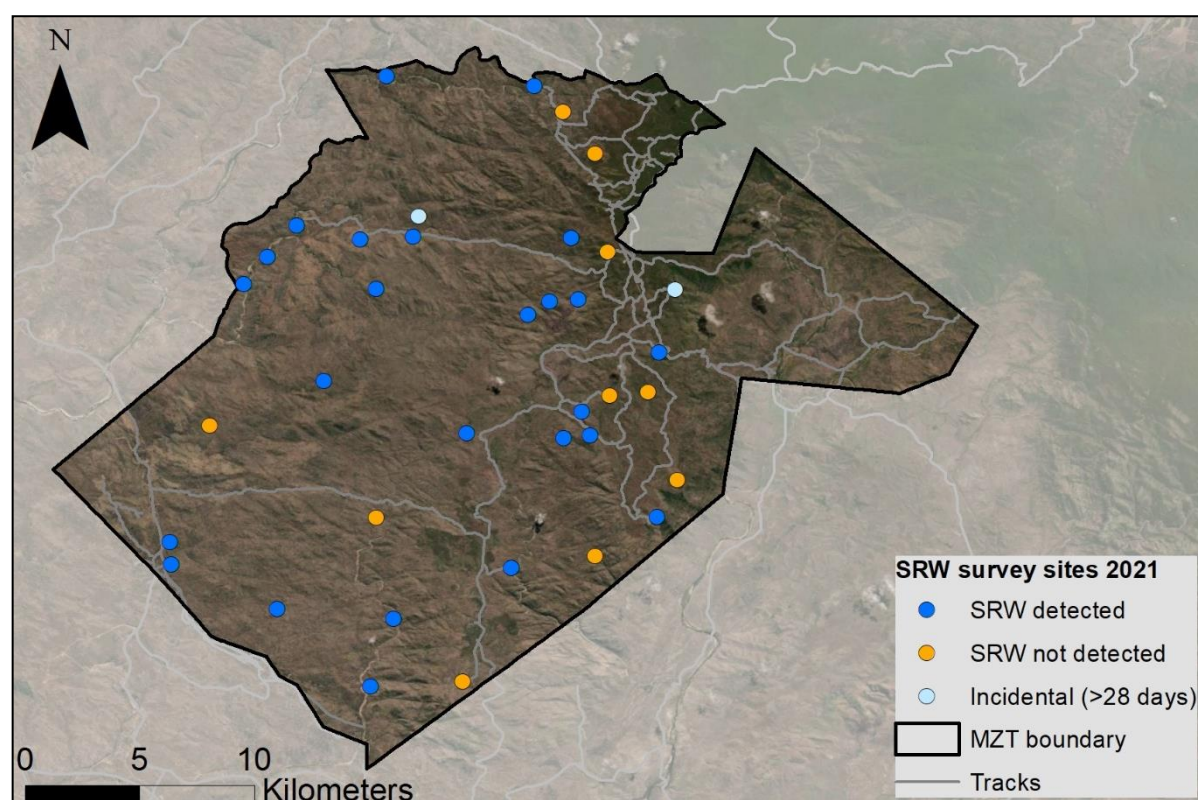 N
SRW survey sites 2021
SRW detected
SRW not detected
Incidental (>28 days)
MZT boundary
Tracks
0 5 10
Kilometers